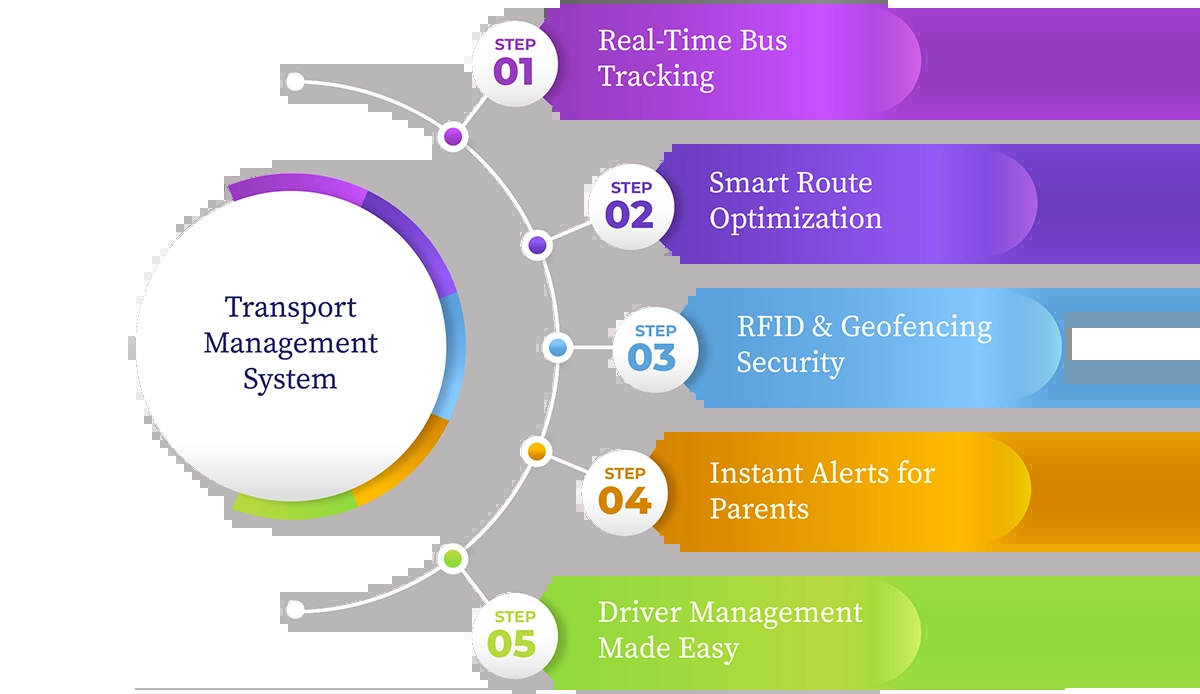 Transport
Management
System
STEP
01
Real-Time Bus
Tracking
STEP
02
Smart Route
Optimization
STEP
03
RFID & Geofencing
Security
STEP
04
Instant Alerts for
Parents
STEP
05
Driver Management
Made Easy